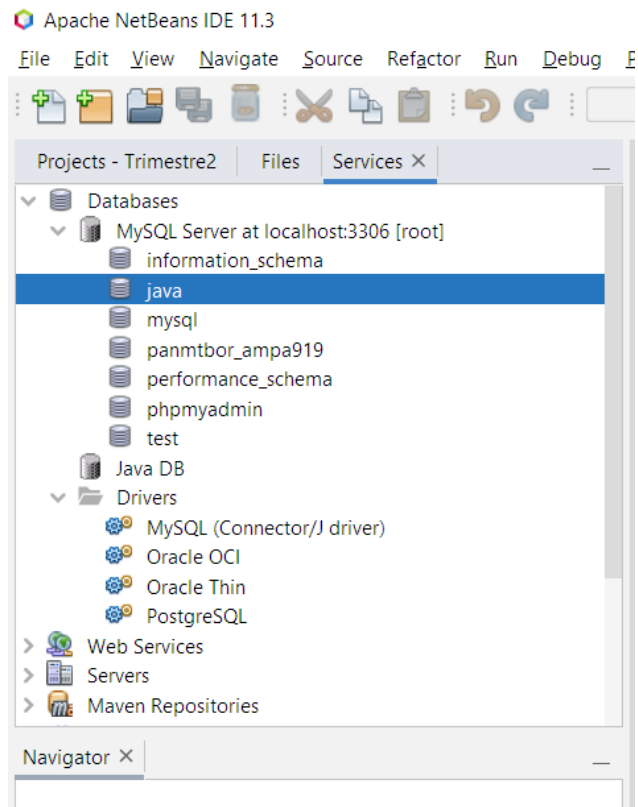 Apache NetBeans IDE 11.3
File Edit View Navigate Source Refactor Run Debug P
Projects - Trimestre2 Files Services
Databases
MySQL Server at localhost:3306 [root]
information_schema
java
mysql
panmtbor_ampa919
performance_schema
phpmyadmin
test
Java DB
Drivers
MySQL (Connector/J driver)
Oracle OCI
Oracle Thin
PostgreSQL
Web Services
Servers
Maven Repositories
Navigator